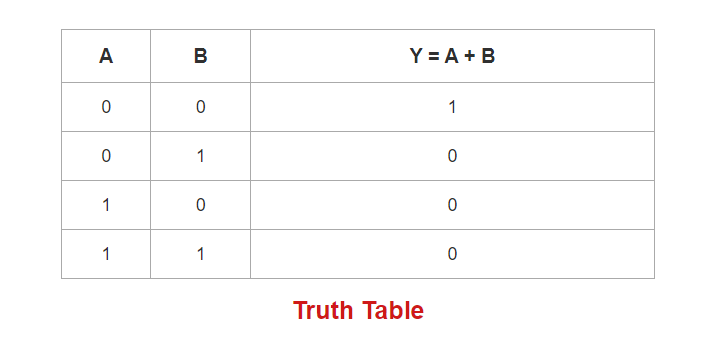 A B Y = A + B
0 0 1
0 1 0
1 0 0
1 1 0
Truth Table